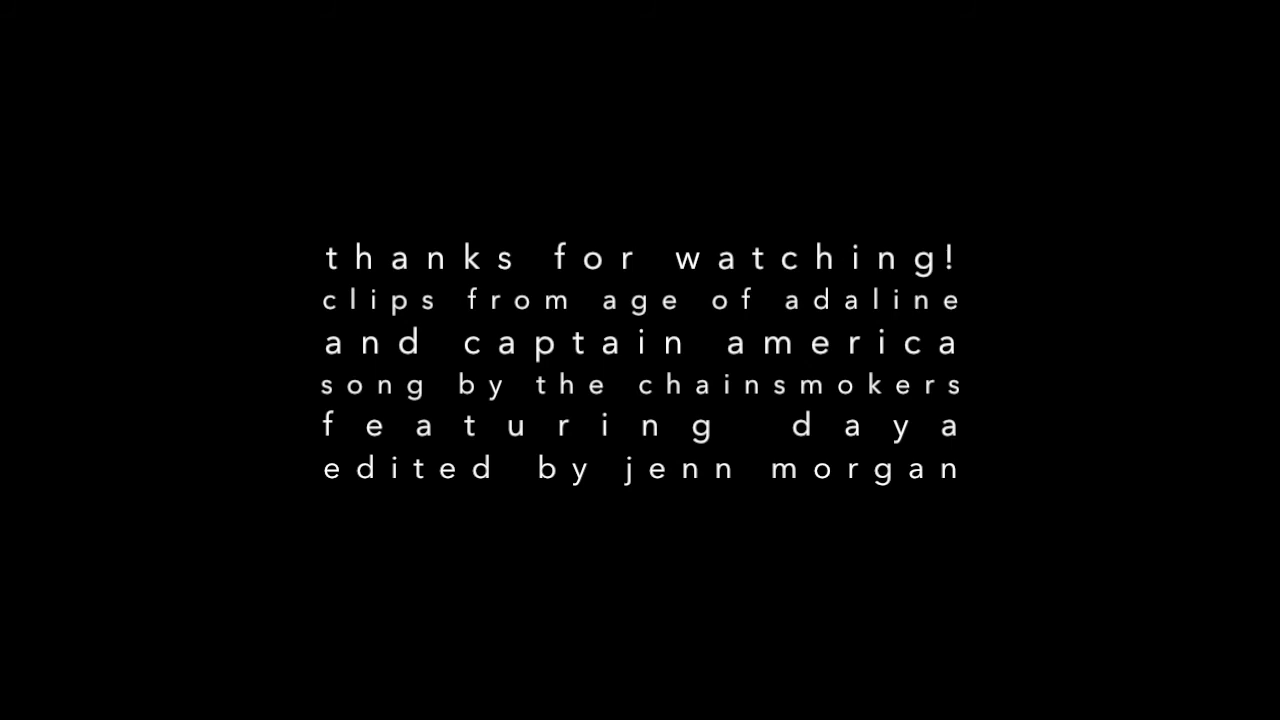 thanks for watching!
clips from age of adaline
and captain america
song by the chainsmokers
featuring daya
edited by jenn morgan